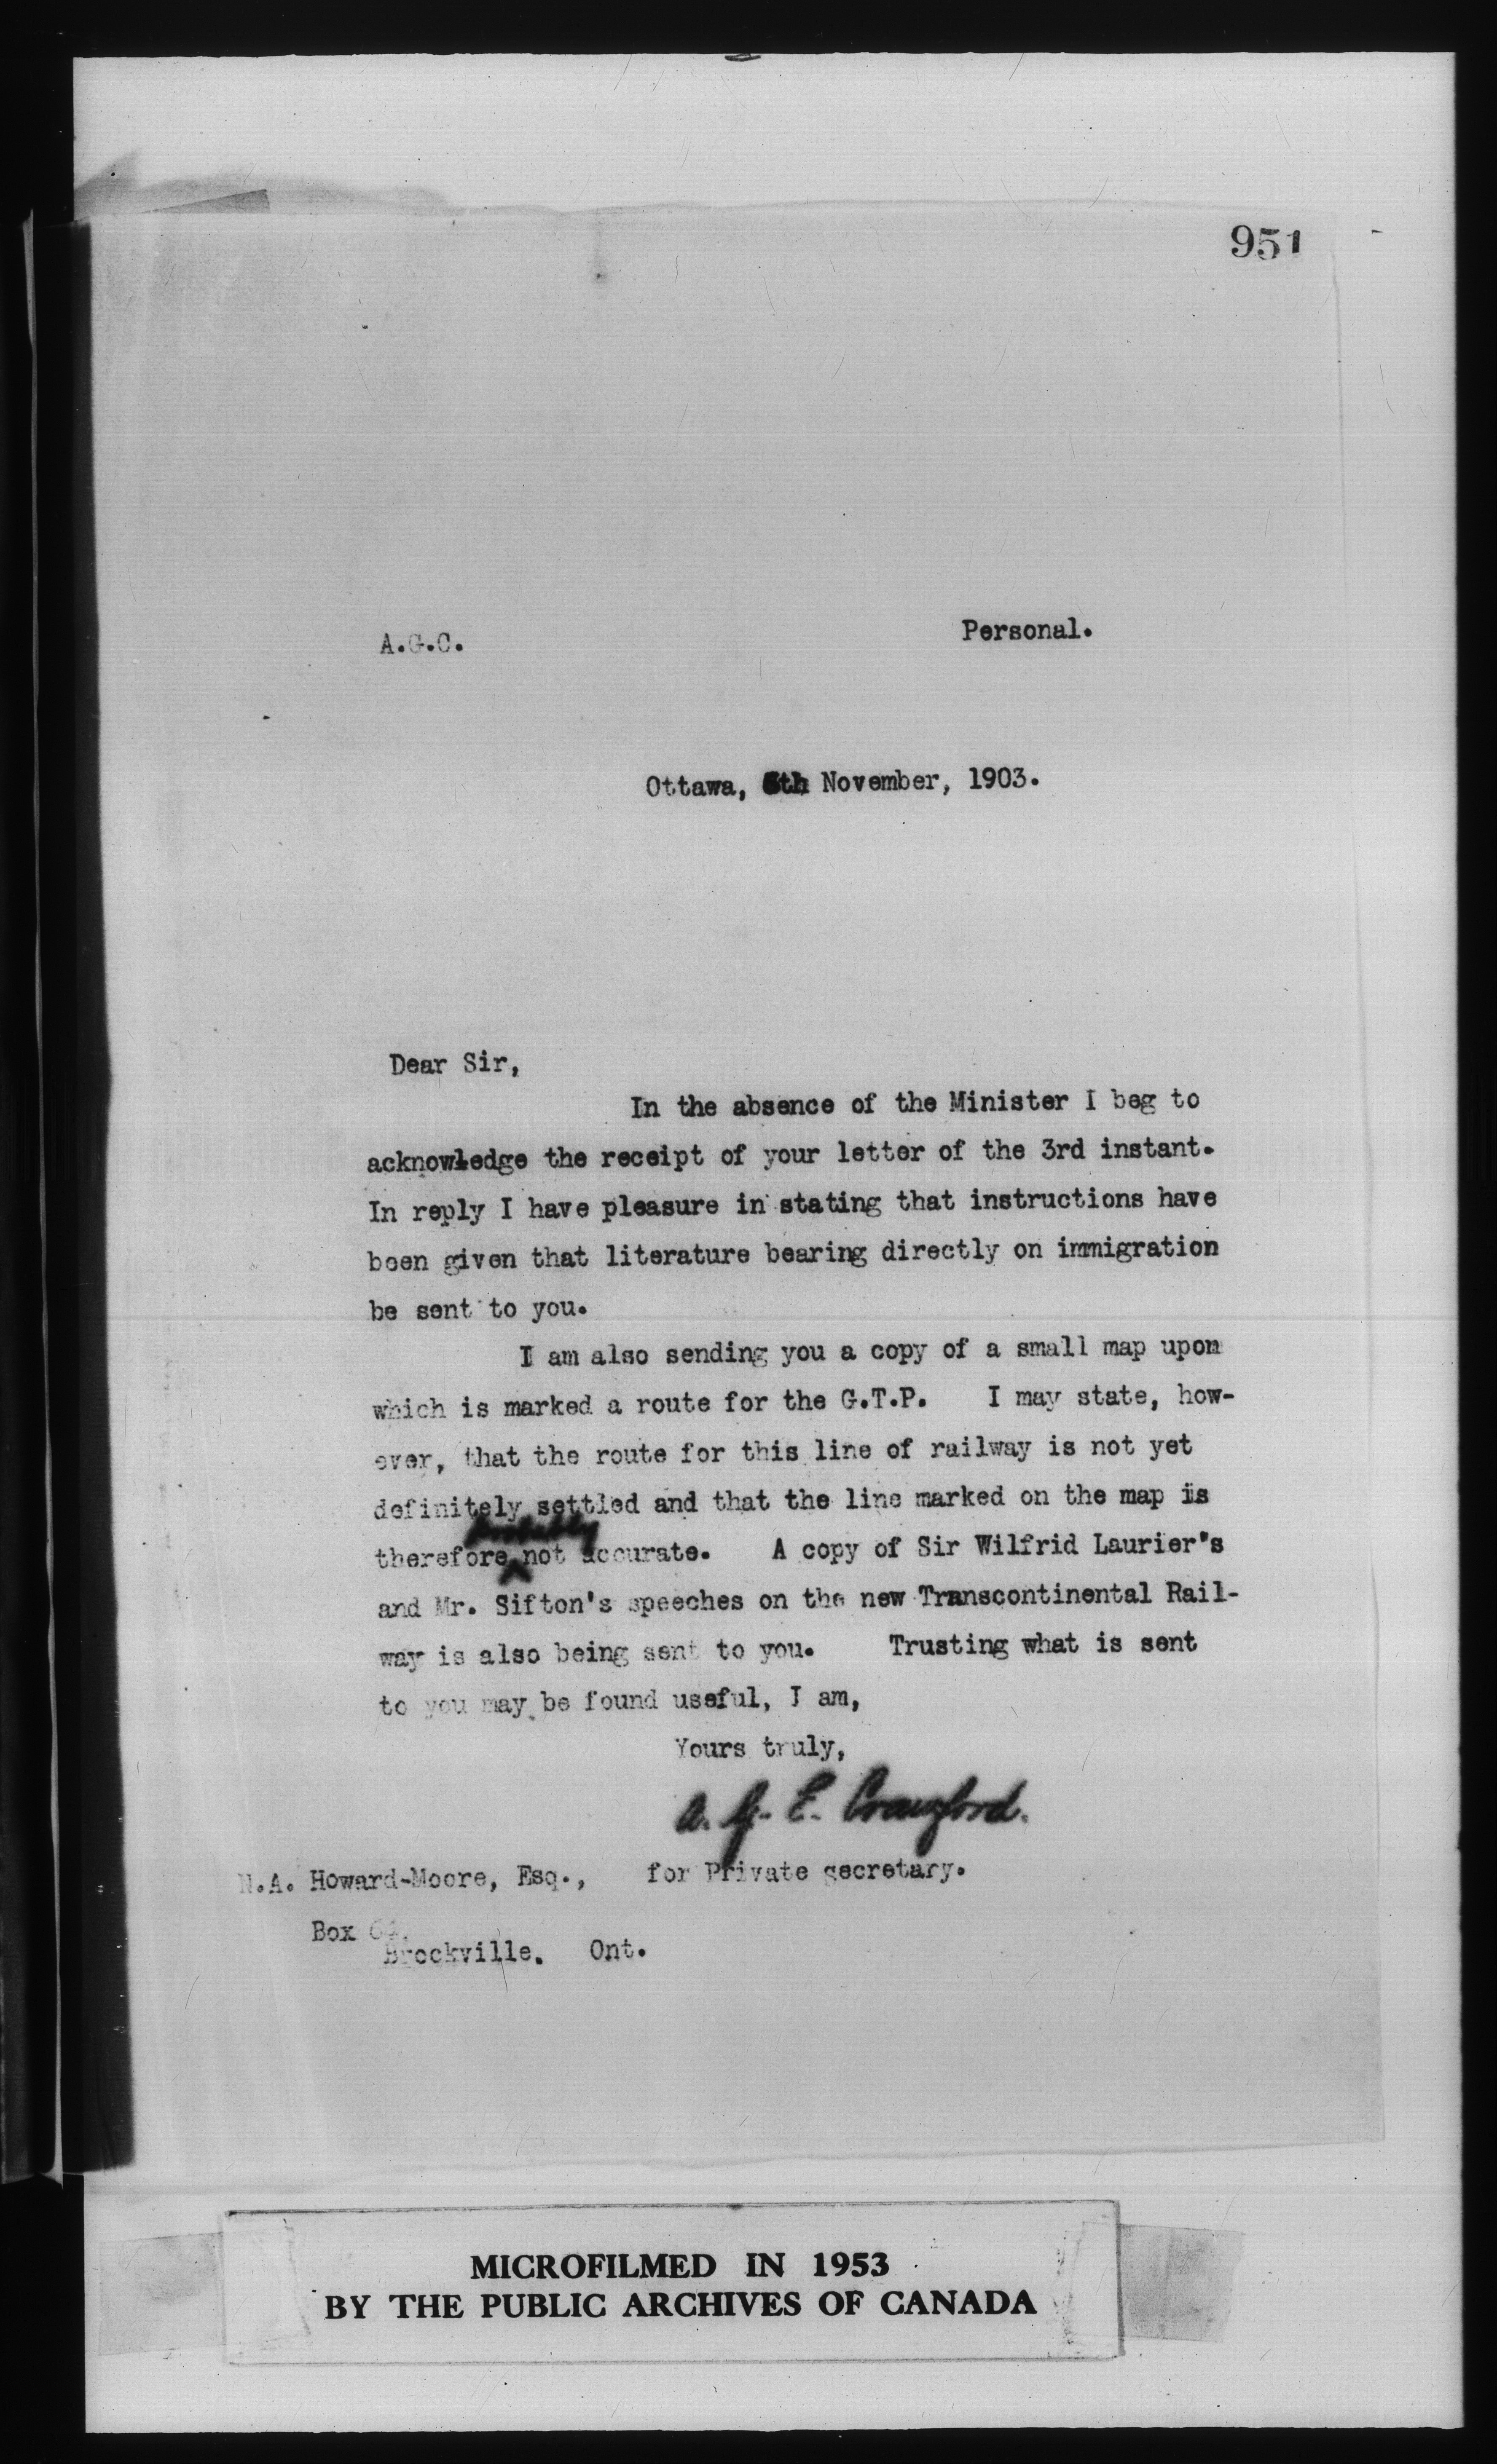 951
A.G.C.
Personal.
Ottawa, 6th November, 1903.
Dear Sir,
In the absence of the Minister I beg to
acknowledge the receipt of your letter of the 3rd instant.
In reply I have pleasure in stating that instructions have
been given that literature bearing directly on immigration
be sent to you.
I am also sending you a copy of a small map upon
which is marked a route for the G.T.P. I may state, how-
ever, that the route for this line of railway is not yet
definitely settled and that the line marked on the map is
probably
therefore not accurate. A copy of Sir Wilfrid Laurier's
and Mr. Sifton's speeches on the new Transcontinental Rail-
way is also being sent to you. Trusting what is sent
to you may be found useful, I am,
Yours truly,
A. G. E. Crawford.
for Private secretary.
N.A. Howard-Moore, Esq.,
Box
Brockville. Ont.
MICROFILMED IN 1953
BY THE PUBLIC ARCHIVES OF CANADA